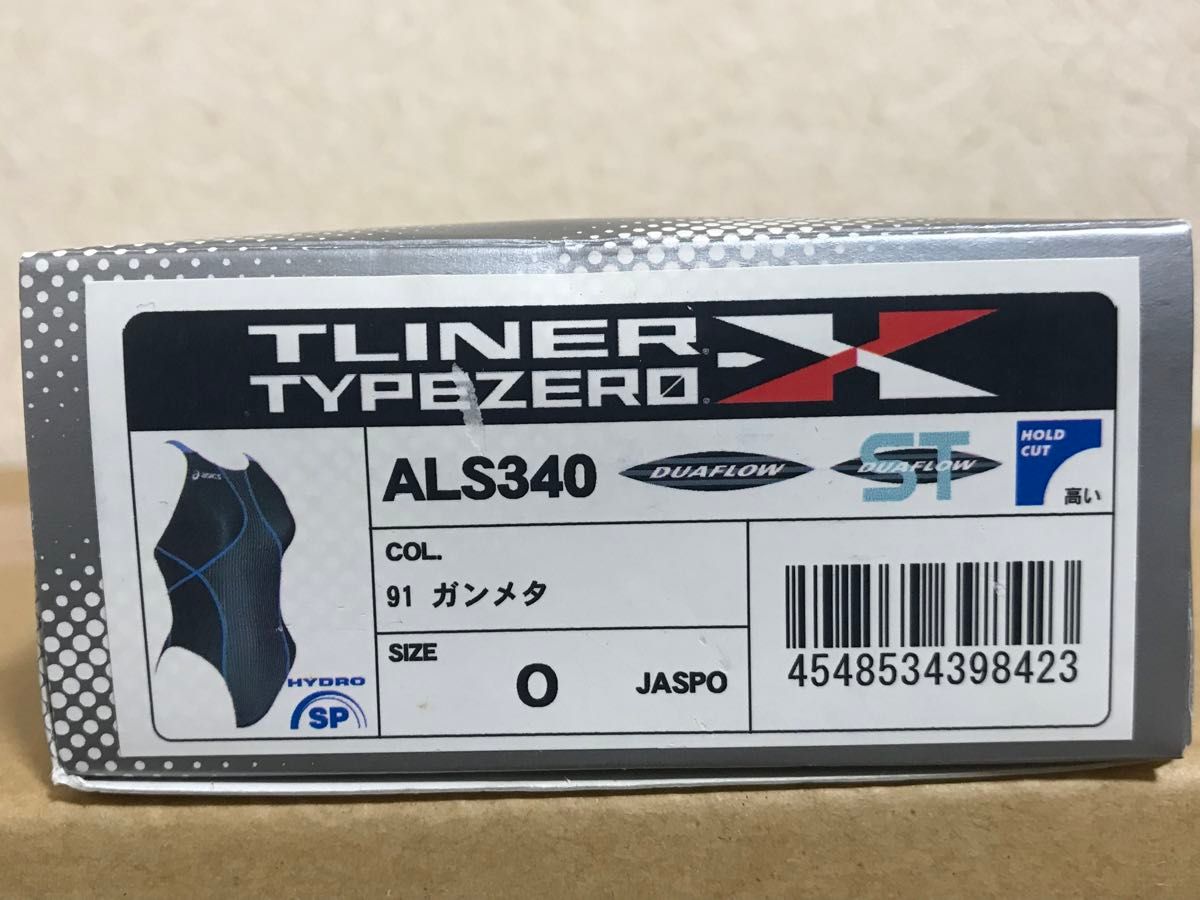 TLINER®
TYPEZERO® X
asics
HYDRO
SP
ALS340
DUAFLOW
DUAFLOW
ST
HOLD
CUT
高い
COL.
91 ガンメタ
SIZE
O
JASPO
4548534398423